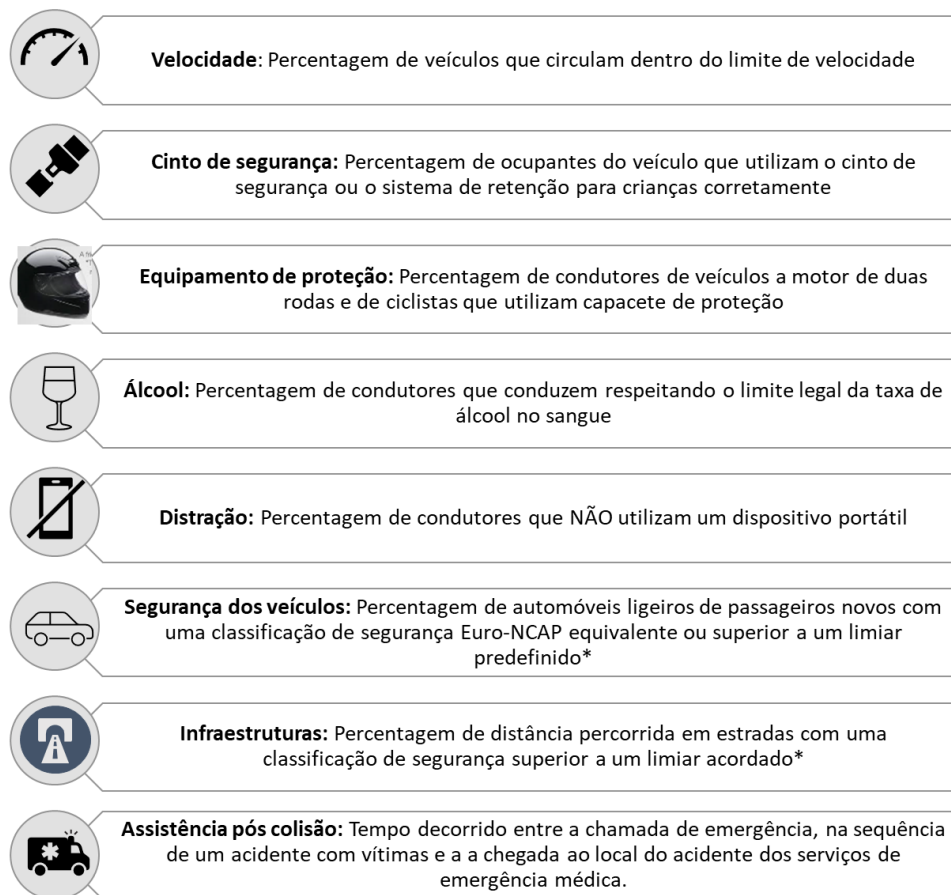 Velocidade: Percentagem de veículos que circulam dentro do limite de velocidade
Cinto de segurança: Percentagem de ocupantes do veículo que utilizam o cinto de
segurança ou o sistema de retenção para crianças corretamente
Equipamento de proteção: Percentagem de condutores de veículos a motor de duas
rodas e de ciclistas que utilizam capacete de proteção
Álcool: Percentagem de condutores que conduzem respeitando o limite legal da taxa de
álcool no sangue
Distração: Percentagem de condutores que NÃO utilizam um dispositivo portátil
Segurança dos veículos: Percentagem de automóveis ligeiros de passageiros novos com
uma classificação de segurança Euro-NCAP equivalente ou superior a um limiar
predefinido*
Infraestruturas: Percentagem de distância percorrida em estradas com uma
classificação de segurança superior a um limiar acordado*
Assistência pós colisão: Tempo decorrido entre a chamada de emergência, na sequência
de um acidente com vítimas e a a chegada ao local do acidente dos serviços de
emergência médica.